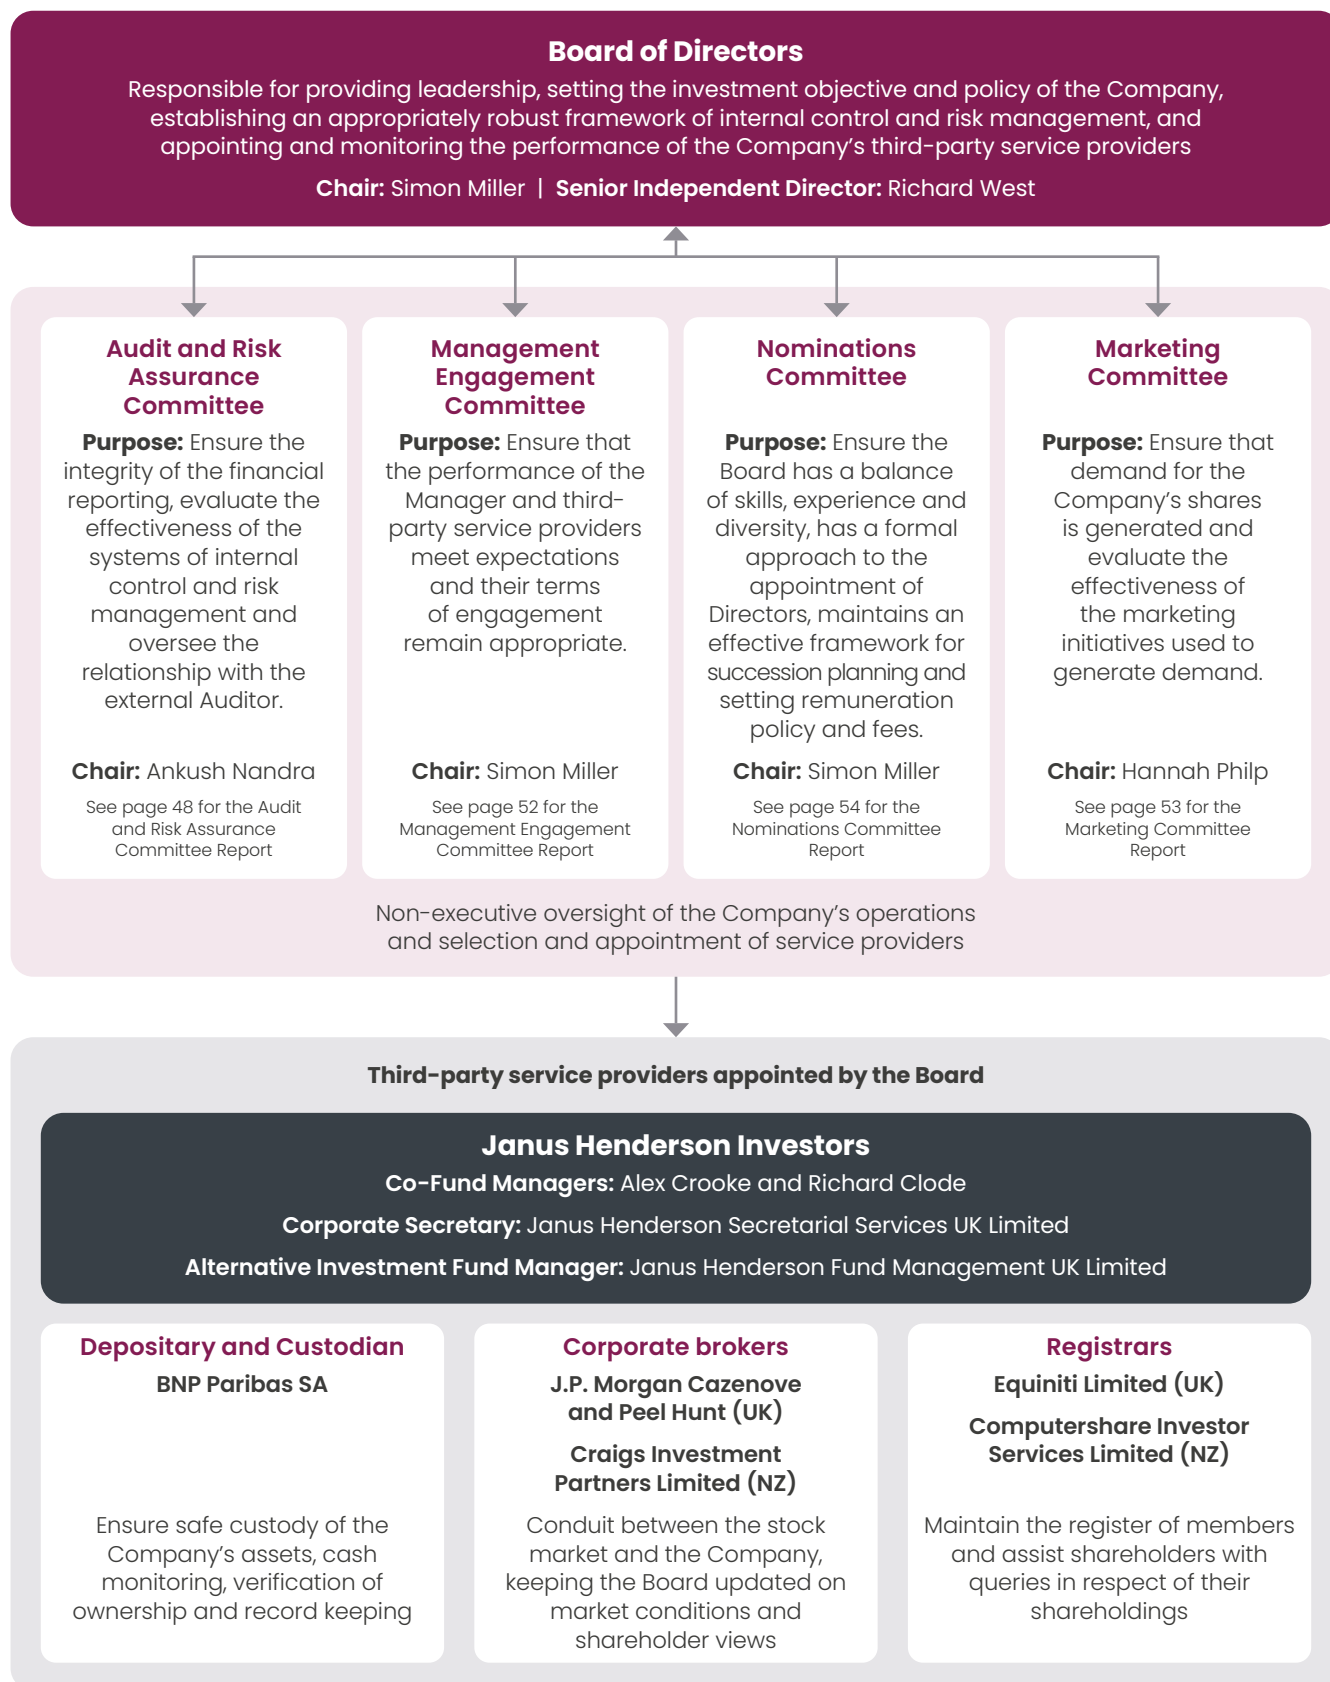 Board of Directors
Responsible for providing leadership, setting the investment objective and policy of the Company,
establishing an appropriately robust framework of internal control and risk management, and
appointing and monitoring the performance of the Company's third-party service providers
Chair: Simon Miller | Senior Independent Director: Richard West
Audit and Risk
Assurance
Committee
Purpose: Ensure the
integrity of the financial
reporting, evaluate the
effectiveness of the
systems of internal
control and risk
management and
oversee the
relationship with the
external Auditor.
Chair: Ankush Nandra
See page 48 for the Audit
and Risk Assurance
Committee Report
Management
Engagement
Committee
Purpose: Ensure that
the performance of the
Manager and third-
party service providers
meet expectations
and their terms
of engagement
remain appropriate.
Chair: Simon Miller
See page 52 for the
Management Engagement
Committee Report
Nominations
Committee
Purpose: Ensure the
Board has a balance
of skills, experience and
diversity, has a formal
approach to the
appointment of
Directors, maintains an
effective framework for
succession planning and
setting remuneration
policy and fees.
Chair: Simon Miller
See page 54 for the
Nominations Committee
Report
Marketing
Committee
Purpose: Ensure that
demand for the
Company's shares
is generated and
evaluate the
effectiveness of
the marketing
initiatives used to
generate demand.
Chair: Hannah Philp
See page 53 for the
Marketing Committee
Report
Non-executive oversight of the Company's operations
and selection and appointment of service providers
Third-party service providers appointed by the Board
Janus Henderson Investors
Co-Fund Managers: Alex Crooke and Richard Clode
Corporate Secretary: Janus Henderson Secretarial Services UK Limited
Alternative Investment Fund Manager: Janus Henderson Fund Management UK Limited
Depositary and Custodian
BNP Paribas SA
Ensure safe custody of the
Company's assets, cash
monitoring, verification of
ownership and record keeping
Corporate brokers
J.P. Morgan Cazenove
and Peel Hunt (UK)
Craigs Investment
Partners Limited (NZ)
Conduit between the stock
market and the Company,
keeping the Board updated on
market conditions and
shareholder views
Registrars
Equiniti Limited (UK)
Computershare Investor
Services Limited (NZ)
Maintain the register of members
and assist shareholders with
queries in respect of their
shareholdings